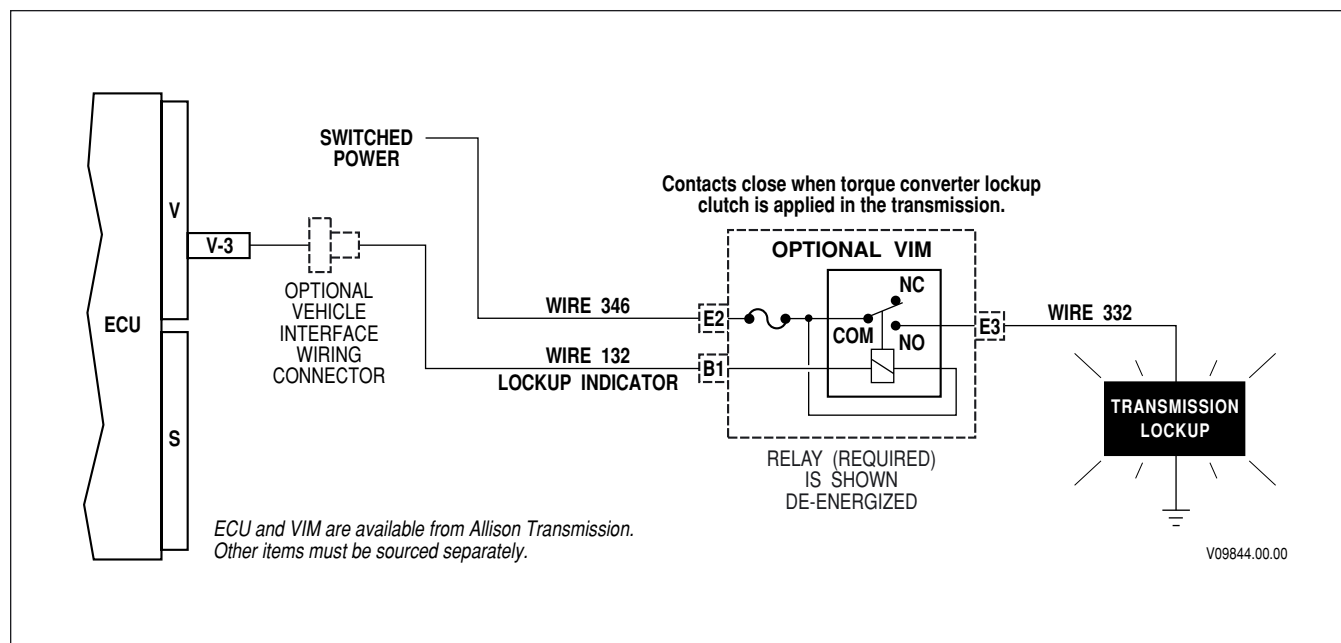 SWITCHED
POWER
Contacts close when torque converter lockup
clutch is applied in the transmission.
V
V-3
OPTIONAL VIM
NC
OPTIONAL
VEHICLE
INTERFACE
WIRING
CONNECTOR
ECU
WIRE 346
E2
COM
NO
E3
WIRE 332
WIRE 132
LOCKUP INDICATOR
B1
TRANSMISSION
LOCKUP
S
RELAY (REQUIRED)
IS SHOWN
DE-ENERGIZED
ECU and VIM are available from Allison Transmission.
Other items must be sourced separately.
V09844.00.00